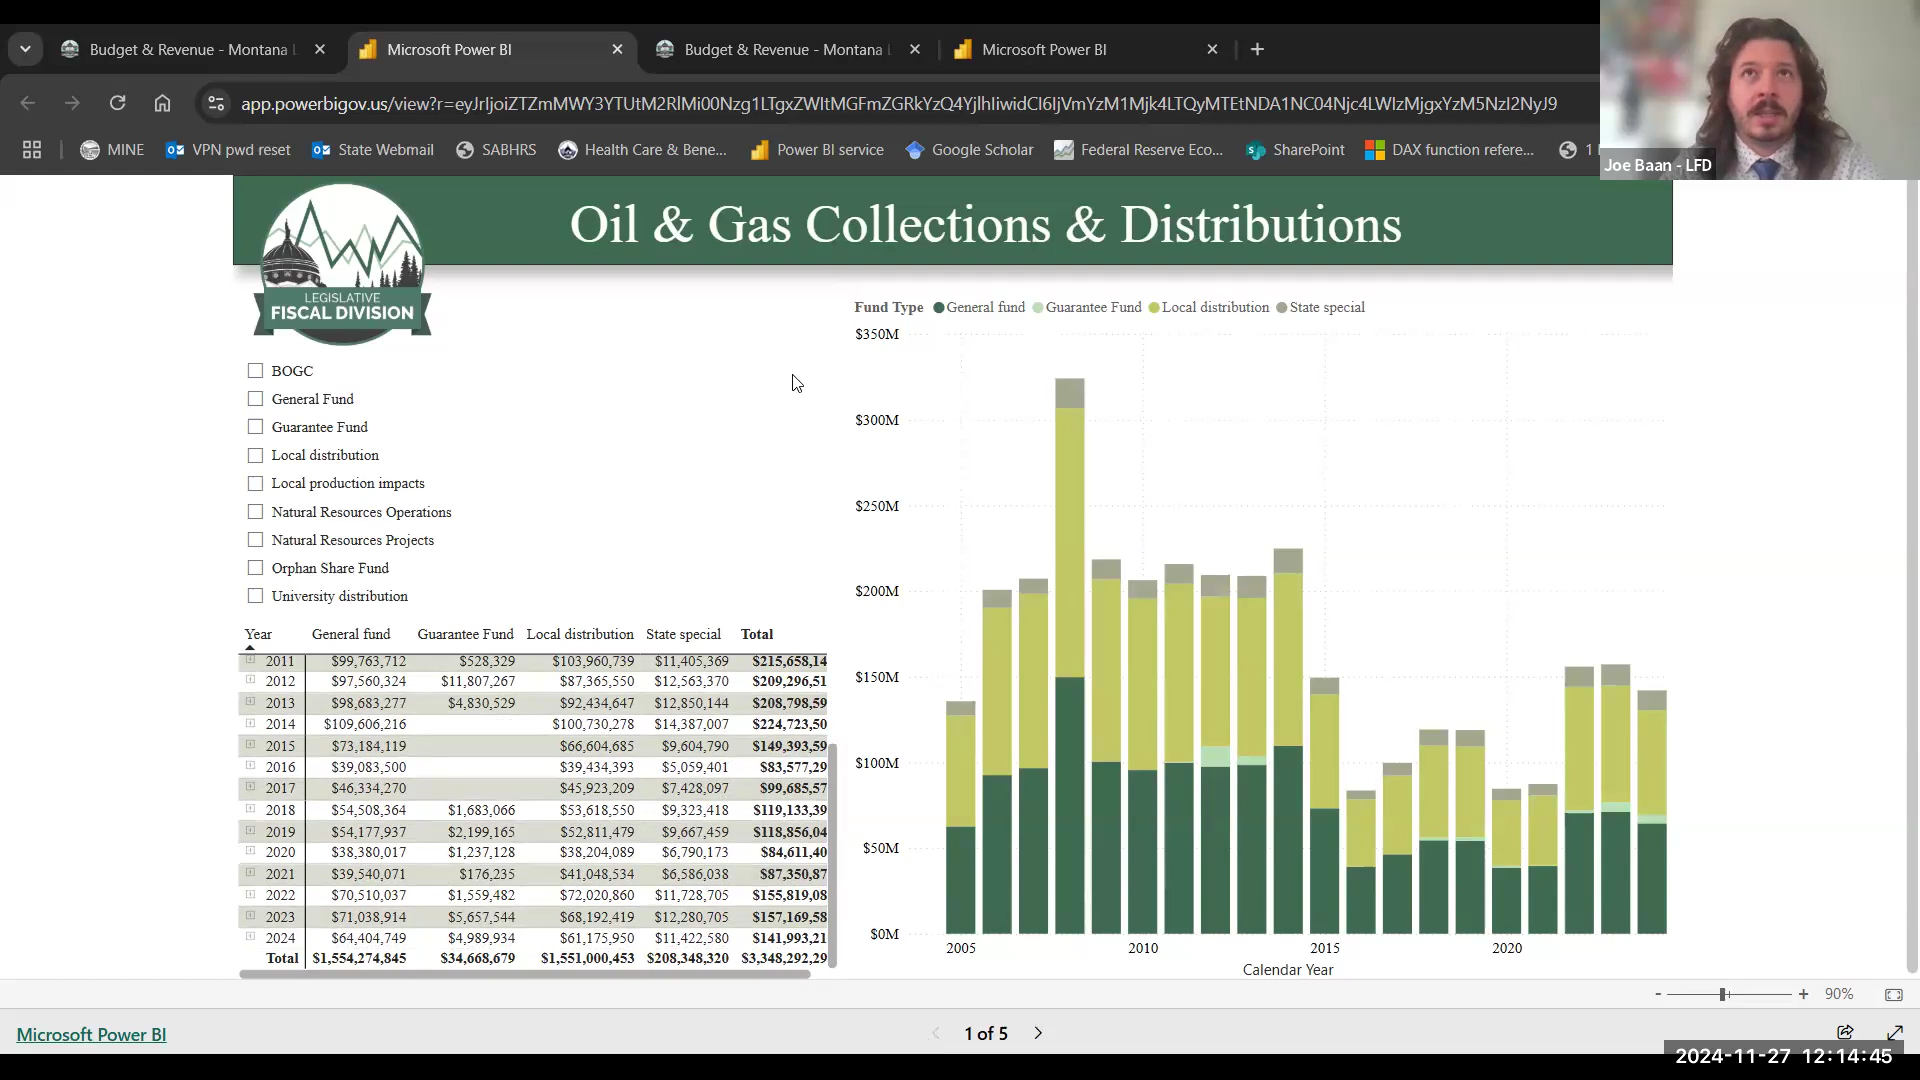 Budget & Revenue - Montana L
Microsoft Power BI
Budget & Revenue - Montana
Microsoft Power BI
MINE
VPN pwd reset
State Webmail
SABHRS
Health Care & Bene...
Power BI service
Google Scholar
Federal Reserve Eco...
SharePoint
DAX function refere...
Joe Baan - LFD
LEGISLATIVE
FISCAL DIVISION
Oil & Gas Collections & Distributions
BOGC
General Fund
Guarantee Fund
Local distribution
Local production impacts
Natural Resources Operations
Natural Resources Projects
Orphan Share Fund
University distribution
Year General fund Guarantee Fund Local distribution State special Total
2011 $99,763,712 $528,329 $103,960,739 $11,405,369 $215,658,14
2012 $97,560,324 $11,807,267 $87,365,550 $12,563,370 $209,296,51
2013 $98,683,277 $4,830,529 $92,434,647 $12,850,144 $208,798,59
2014 $109,606,216 $100,730,278 $14,387,007 $224,723,50
2015 $73,184,119 $66,604,685 $9,604,790 $149,393,59
2016 $39,083,500 $39,434,393 $5,059,401 $83,577,29
2017 $46,334,270 $45,923,209 $7,428,097 $99,685,57
2018 $54,508,364 $1,683,066 $53,618,550 $9,323,418 $119,133,39
2019 $54,177,937 $2,199,165 $52,811,479 $9,667,459 $118,856,04
2020 $38,380,017 $1,237,128 $38,204,089 $6,790,173 $84,611,40
2021 $39,540,071 $176,235 $41,048,534 $6,586,038 $87,350,87
2022 $70,510,037 $1,559,482 $72,020,860 $11,728,705 $155,819,08
2023 $71,038,914 $5,657,544 $68,192,419 $12,280,705 $157,169,58
2024 $64,404,749 $4,989,934 $61,175,950 $11,422,580 $141,993,21
Total $1,554,274,845 $34,668,679 $1,551,000,453 $208,348,320 $3,348,292,29
Fund Type General fund Guarantee Fund Local distribution State special
$350M
$300M
$250M
$200M
$150M
$100M
$50M
$0M
2005 2010 2015 2020
Calendar Year
- + 90%
Microsoft Power BI
1 of 5
2024-11-27 12:14:45